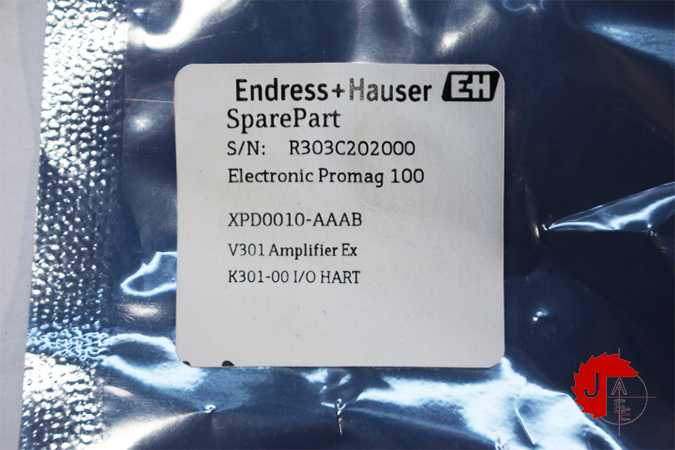 Endress+Hauser EH
SparePart
S/N: R303C202000
Electronic Promag 100
XPD0010-AAAB
V301 Amplifier Ex
K301-00 I/O HART
J
A